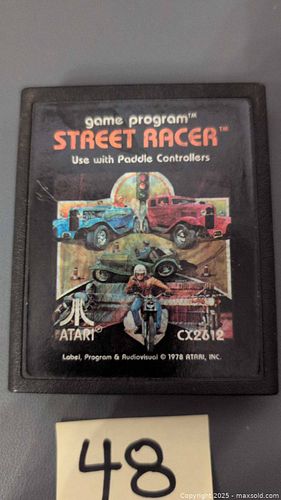 game program™
STREET RACER™
Use with Paddle Controllers
ATARI®
CX2612
Label, Program & Audiovisual © 1978 ATARI, INC.
48
Copyright 2025 - maxsold.com